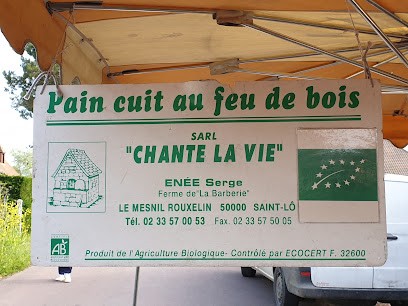 Pain cuit au feu de bois
SARL
"CHANTE LA VIE"
ENÉE Serge
Ferme de "La Barberie"
LE MESNIL ROUXELIN 50000 SAINT-LÔ
Tél. 02 33 57 00 53 Fax. 02 33 57 50 05
AB
Produit de l'Agriculture Biologique- Contrôlé par ECOCERT F. 32600